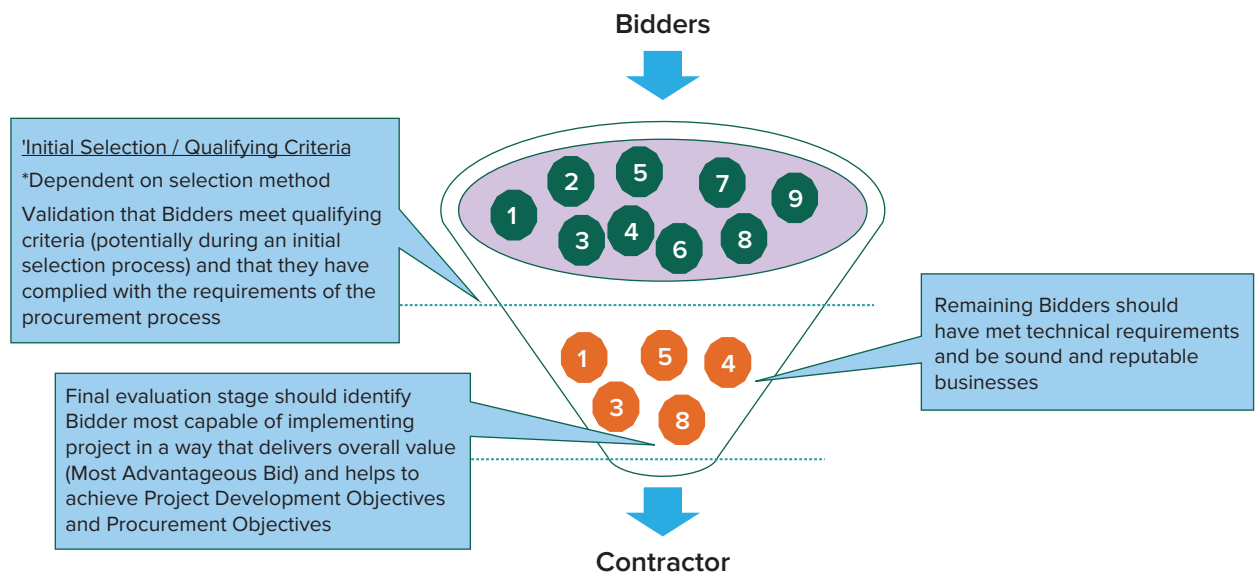 Bidders
'Initial Selection / Qualifying Criteria
*Dependent on selection method
Validation that Bidders meet qualifying
criteria (potentially during an initial
selection process) and that they have
complied with the requirements of the
procurement process
1
2
3
5
4
6
7
8
9
Remaining Bidders should
have met technical requirements
and be sound and reputable
businesses
1
5
4
3
8
Final evaluation stage should identify
Bidder most capable of implementing
project in a way that delivers overall value
(Most Advantageous Bid) and helps to
achieve Project Development Objectives
and Procurement Objectives
Contractor